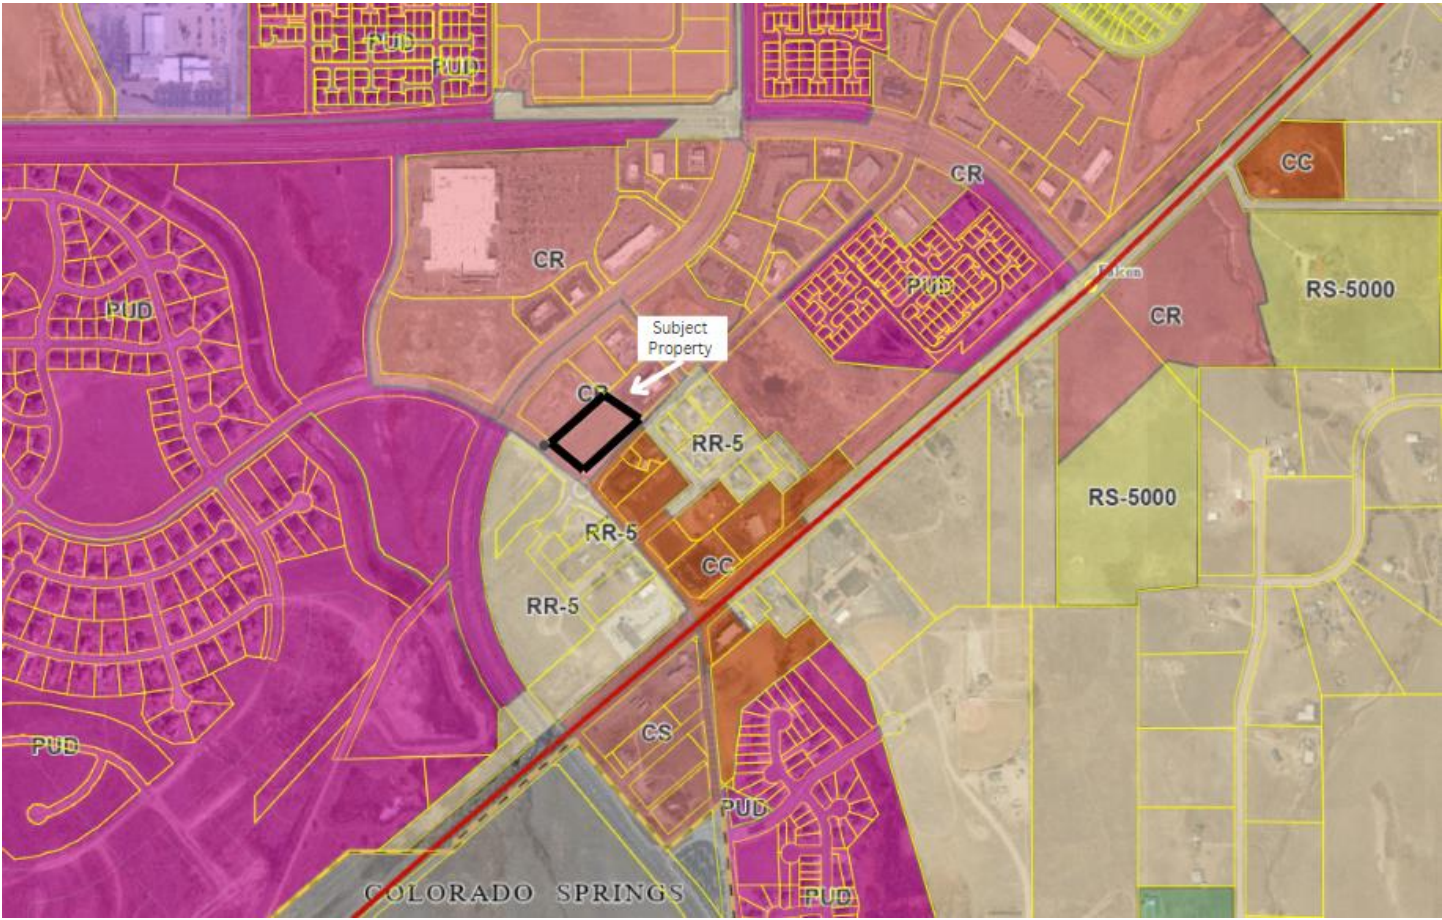 PUD
PUD
CC
CR
CR
PUD
Falcon
PUD
RS-5000
CR
Subject
Property
CR
RR-5
RS-5000
RR-5
CC
RR-5
CS
PUD
PUD
COLORADO SPRINGS
PUD